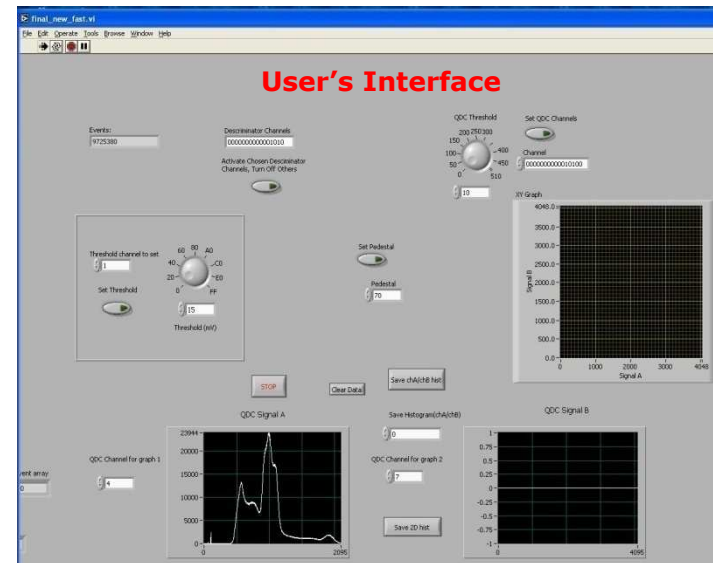 final_new_fast.vi
File Edit Operate Tools Browse Window Help
User's Interface
Events:
9725380
Descriminator Channels
0000000000001010
Activate Chosen Descriminator
Channels, Turn Off Others
QDC Threshold
0 50 100 150 200 250 300 400 450 510
10
Set QDC Channels
Channel
0000000000010100
Threshold channel to set
1
Set Threshold
0 20 40 60 80 A0 C0 E0 FF
15
Threshold (mV)
Set Pedestal
Pedestal
70
XY Graph
Signal B
4048.0
3500.0
3000.0
2500.0
2000.0
1500.0
1000.0
500.0
0.0
0 1000 2000 3000 4048
Signal A
STOP
Clear Data
Save chA/chB hist
QDC Signal A
23944
20000
15000
10000
5000
0
0 2095
QDC Channel for graph 1
4
vent array
0
Save Histogram(chA/chB)
0
QDC Channel for graph 2
7
Save 2D hist
QDC Signal B
1
0.75
0.5
0.25
0
-0.25
-0.5
-0.75
-1
0 4095